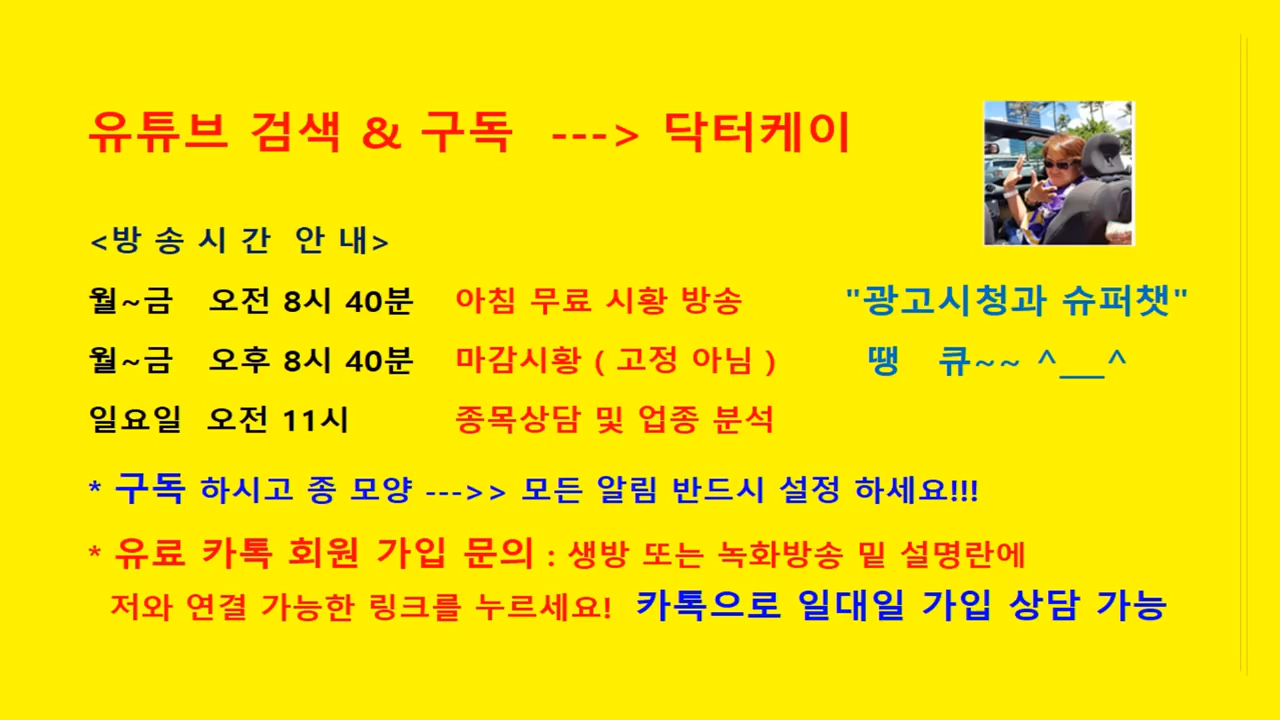 유튜브 검색 & 구독 ---> 닥터케이
<방 송 시 간 안 내>
월~금 오전 8시 40분 아침 무료 시황 방송 "광고시청과 슈퍼챗"
월~금 오후 8시 40분 마감시황 ( 고정 아님 ) 땡 큐~~ ^__^
일요일 오전 11시 종목상담 및 업종 분석
* 구독 하시고 종 모양 --->> 모든 알림 반드시 설정 하세요!!!
* 유료 카톡 회원 가입 문의 : 생방 또는 녹화방송 밑 설명란에
저와 연결 가능한 링크를 누르세요! 카톡으로 일대일 가입 상담 가능